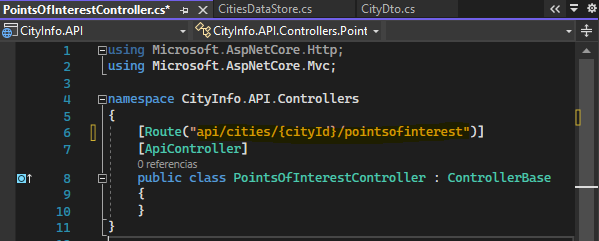 PointsOfInterestController.cs* CitiesDataStore.cs CityDto.cs
CityInfo.API CityInfo.API.Controllers.Point
1 using Microsoft.AspNetCore.Http;
2 using Microsoft.AspNetCore.Mvc;
3
4 namespace CityInfo.API.Controllers
5 {
6 [Route("api/cities/{cityId}/pointsofinterest")]
7 [ApiController]
0 referencias
8 public class PointsOfInterestController : ControllerBase
9 {
10 }
11 }
12